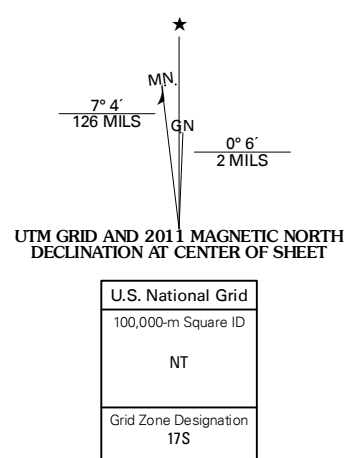 ★
M.N.
7° 4´
126 MILS
GN
0° 6´
2 MILS
UTM GRID AND 2011 MAGNETIC NORTH
DECLINATION AT CENTER OF SHEET
U.S. National Grid
100,000-m Square ID
NT
Grid Zone Designation
17S